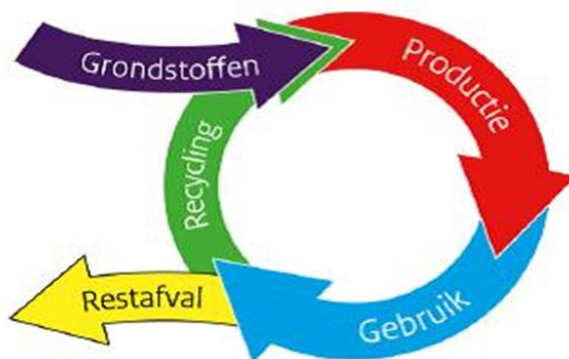 Grondstoffen
Productie
Gebruik
Recycling
Restafval